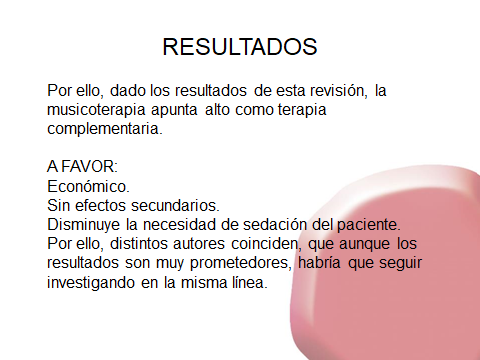 RESULTADOS
Por ello, dado los resultados de esta revisión, la
musicoterapia apunta alto como terapia
complementaria.
A FAVOR:
Económico.
Sin efectos secundarios.
Disminuye la necesidad de sedación del paciente.
Por ello, distintos autores coinciden, que aunque los
resultados son muy prometedores, habría que seguir
investigando en la misma línea.